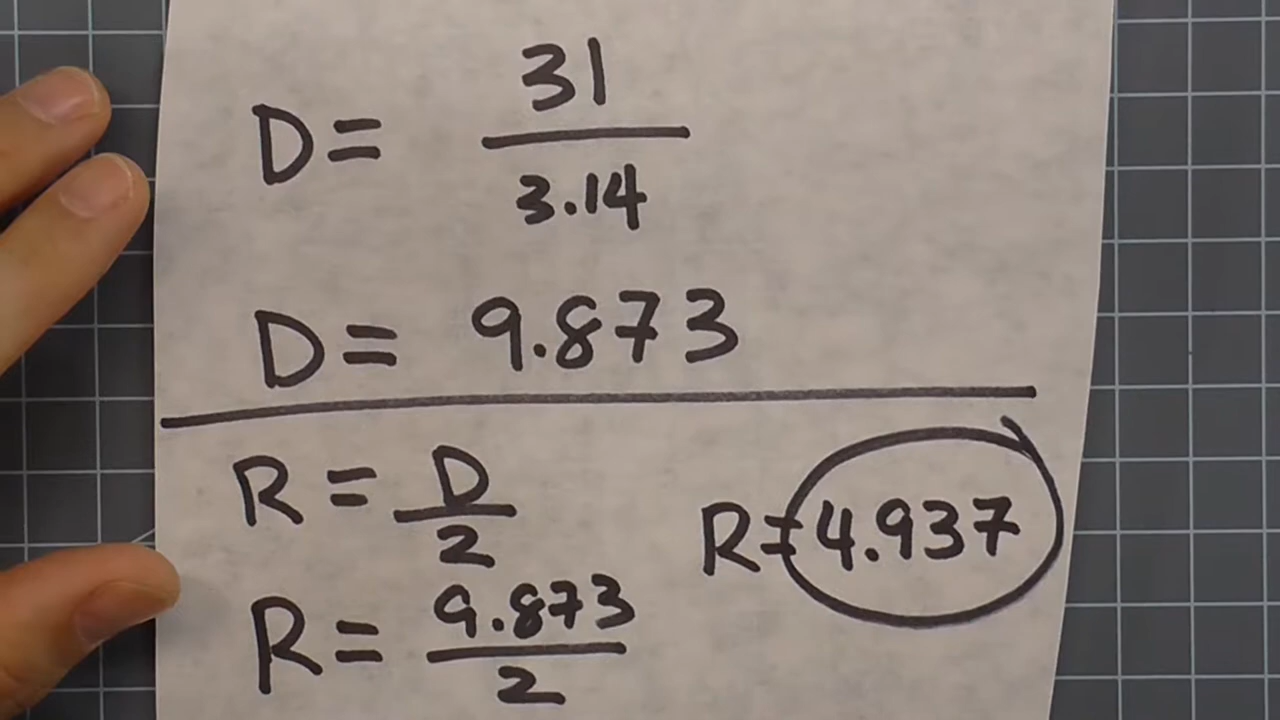 D = 31
3.14
D = 9.873
R = D
2
R = 4.937
R = 9.873
2